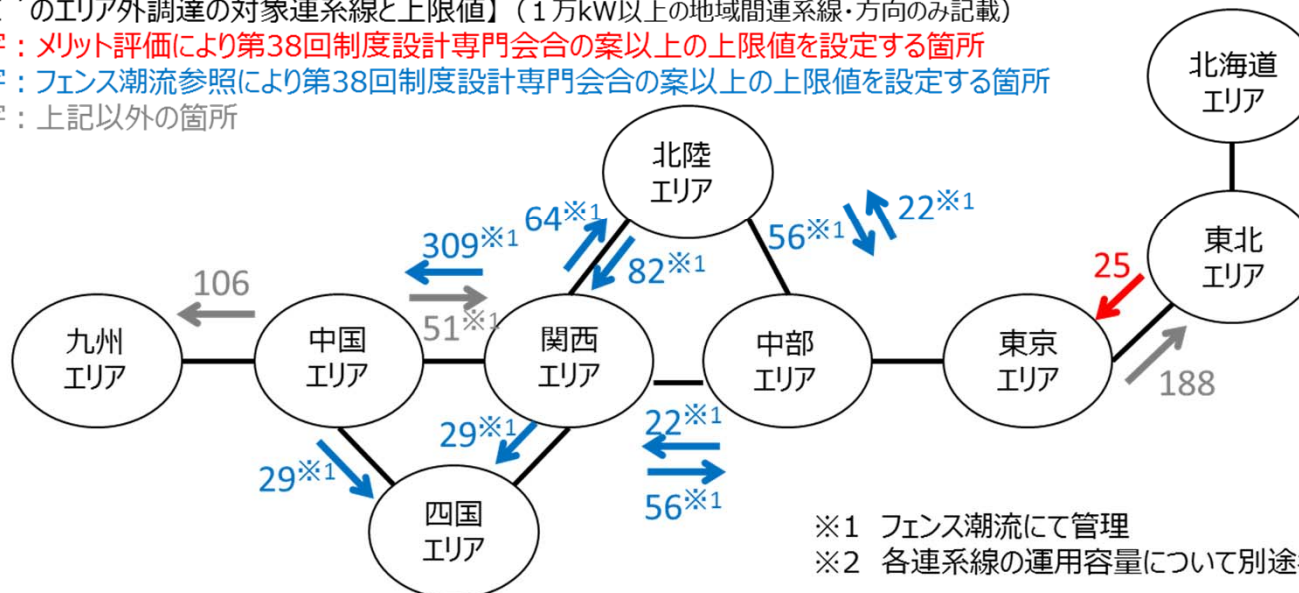 のエリア外調達の対象連系線と上限値】（１万kW以上の地域間連系線・方向のみ記載）
：メリット評価により第38回制度設計専門会合の案以上の上限値を設定する箇所
：フェンス潮流参照により第38回制度設計専門会合の案以上の上限値を設定する箇所
：上記以外の箇所
北海道
エリア
北陸
エリア
64※1
82※1
56※1
22※1
東北
エリア
309※1
51※1
106
25
188
九州
エリア
中国
エリア
関西
エリア
中部
エリア
東京
エリア
22※1
56※1
29※1
29※1
四国
エリア
※1 フェンス潮流にて管理
※2 各連系線の運用容量について別途